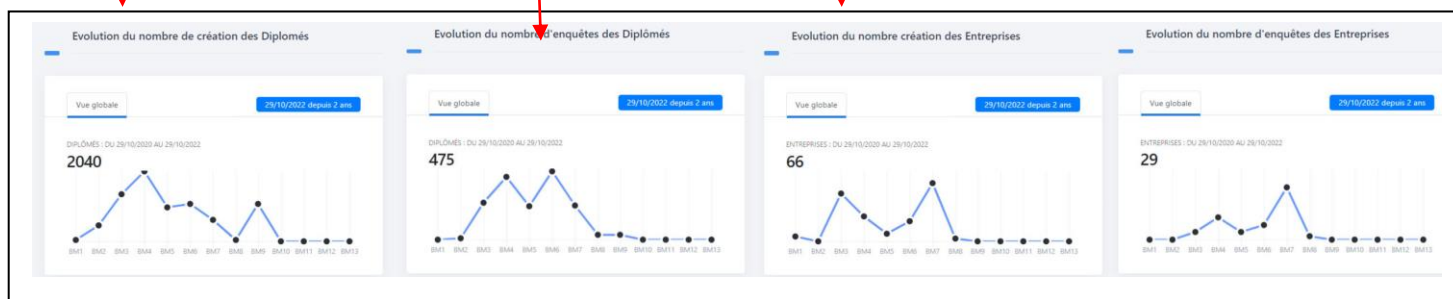 Evolution du nombre de création des Diplomés
Vue globale
29/10/2022 depuis 2 ans
DIPLÔMÉS : DU 29/10/2020 AU 29/10/2022
2040
BM1 BM2 BM3 BM4 BM5 BM6 BM7 BM8 BM9 BM10 BM11 BM12 BM13
Evolution du nombre d'enquêtes des Diplômés
Vue globale
29/10/2022 depuis 2 ans
DIPLÔMÉS : DU 29/10/2020 AU 29/10/2022
475
BM1 BM2 BM3 BM4 BM5 BM6 BM7 BM8 BM9 BM10 BM11 BM12 BM13
Evolution du nombre création des Entreprises
Vue globale
29/10/2022 depuis 2 ans
ENTREPRISES : DU 29/10/2020 AU 29/10/2022
66
BM1 BM2 BM3 BM4 BM5 BM6 BM7 BM8 BM9 BM10 BM11 BM12 BM13
Evolution du nombre d'enquêtes des Entreprises
Vue globale
29/10/2022 depuis 2 ans
ENTREPRISES : DU 29/10/2020 AU 29/10/2022
29
BM1 BM2 BM3 BM4 BM5 BM6 BM7 BM8 BM9 BM10 BM11 BM12 BM13